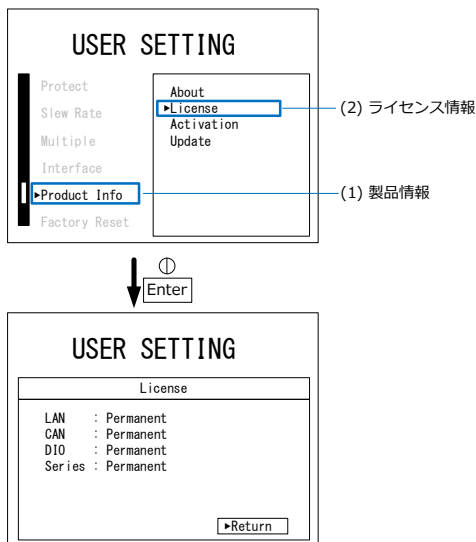 USER SETTING
Protect
Slew Rate
Multiple
Interface
▶Product Info
Factory Reset
About
▶License
Activation
Update
(2) ライセンス情報
(1) 製品情報
Enter
USER SETTING
License
LAN : Permanent
CAN : Permanent
DIO : Permanent
Series : Permanent
▶Return